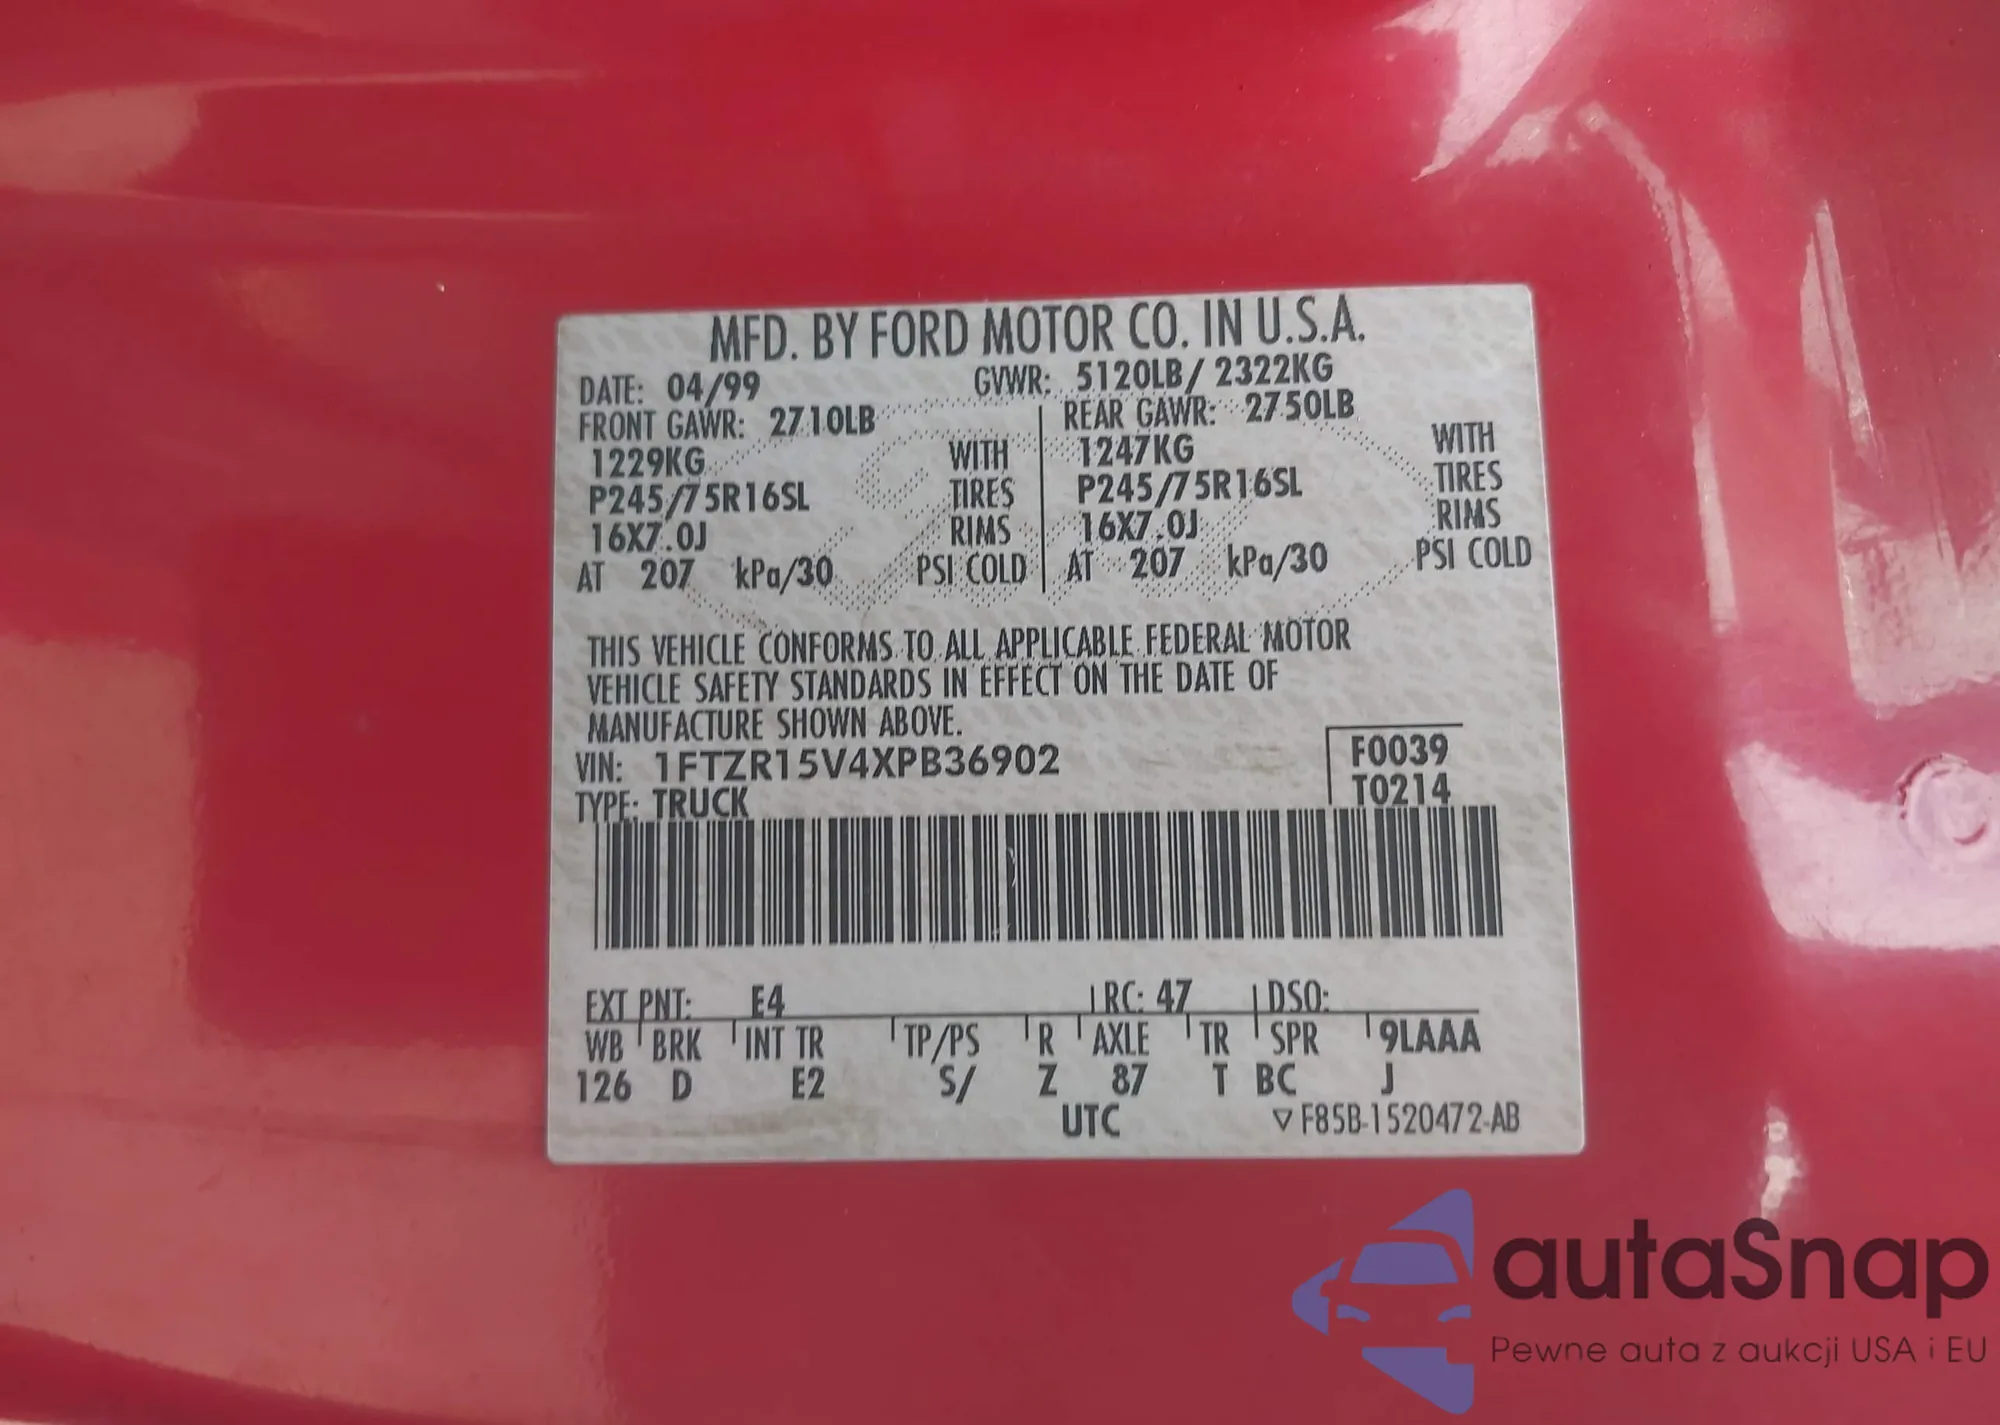 MFD. BY FORD MOTOR CO. IN U.S.A.
DATE: 04/99 GVWR: 5120LB/ 2322KG
FRONT GAWR: 2710LB REAR GAWR: 2750LB
1229KG WITH 1247KG WITH
P245/75R16SL TIRES P245/75R16SL TIRES
16X7.0J RIMS 16X7.0J RIMS
AT 207 kPa/30 PSI COLD AT 207 kPa/30 PSI COLD
THIS VEHICLE CONFORMS TO ALL APPLICABLE FEDERAL MOTOR
VEHICLE SAFETY STANDARDS IN EFFECT ON THE DATE OF
MANUFACTURE SHOWN ABOVE.
VIN: 1FTZR15V4XPB36902 F0039
TYPE: TRUCK T0214
EXT PNT: E4 RC: 47 DSO:
WB BRK INT TR TP/PS R AXLE TR SPR 9LAAA
126 D E2 S/ Z 87 T BC J
UTC ▽ F85B-1520472-AB
autaSnap
Pewne auta z aukcji USA i EU